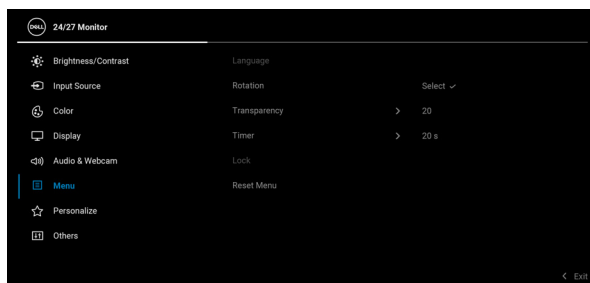 DELL 24/27 Monitor
Brightness/Contrast Language
Input Source Rotation Select ✓
Color Transparency > 20
Display Timer > 20 s
Audio & Webcam Lock
Menu Reset Menu
Personalize
Others
< Exit